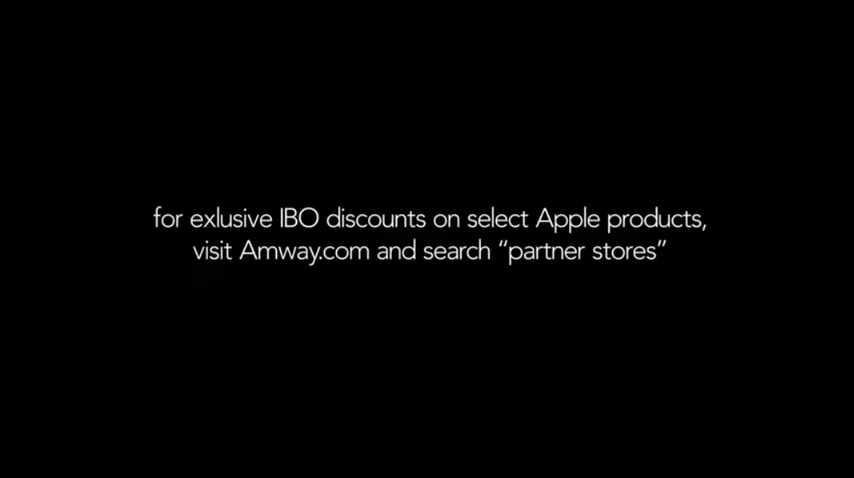 for exlusive IBO discounts on select Apple products,
visit Amway.com and search “partner stores”